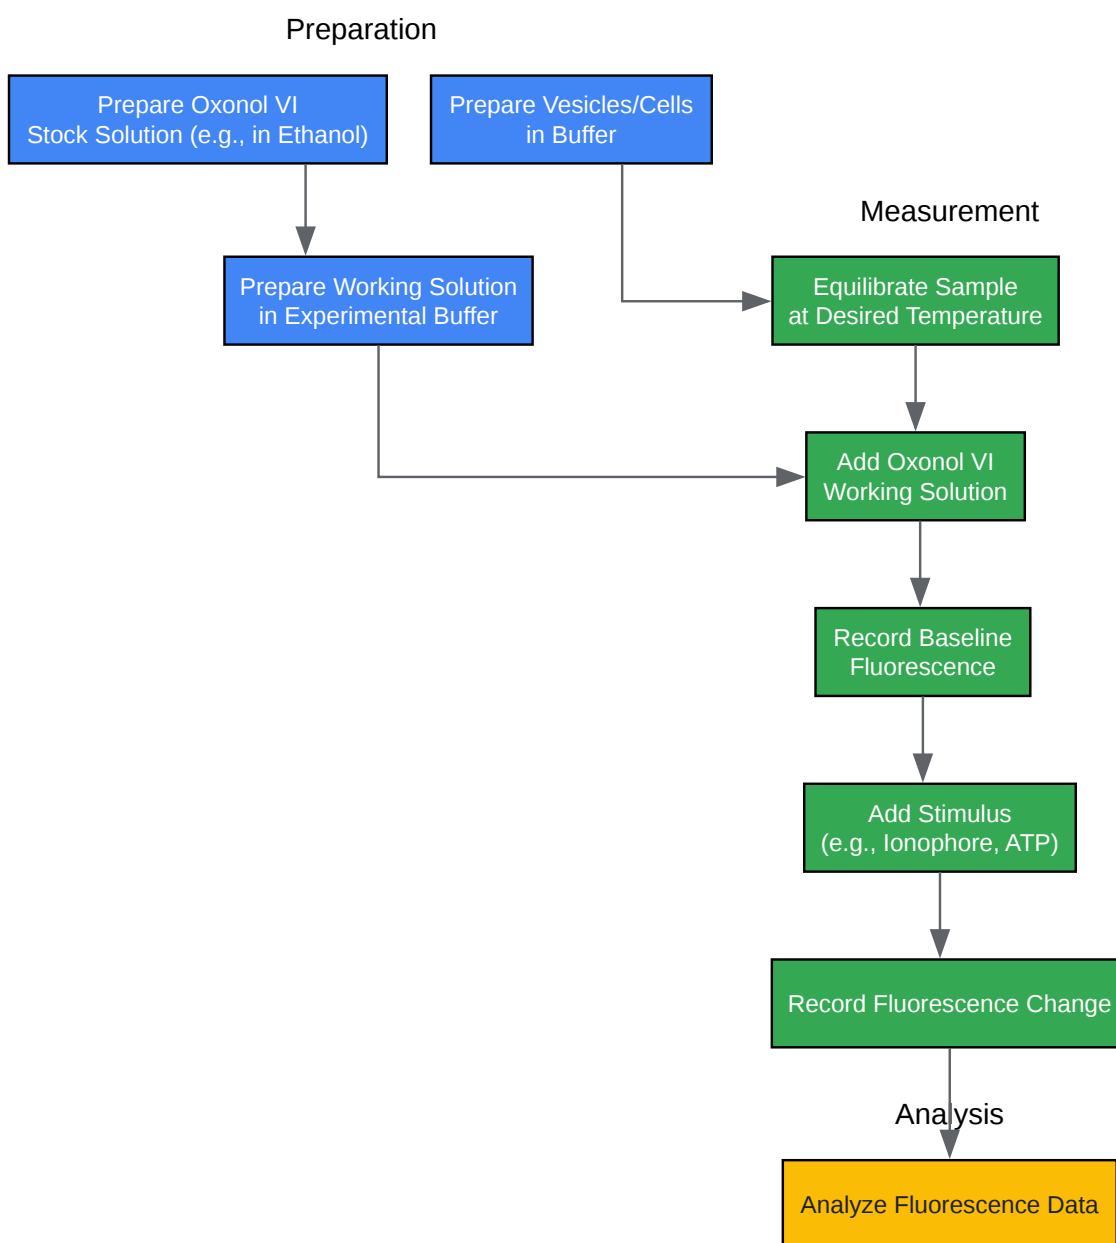 Preparation
Prepare Oxonol VI
Stock Solution (e.g., in Ethanol)
Prepare Vesicles/Cells
in Buffer
Measurement
Prepare Working Solution
in Experimental Buffer
Equilibrate Sample
at Desired Temperature
Add Oxonol VI
Working Solution
Record Baseline
Fluorescence
Add Stimulus
(e.g., Ionophore, ATP)
Record Fluorescence Change
Analysis
Analyze Fluorescence Data